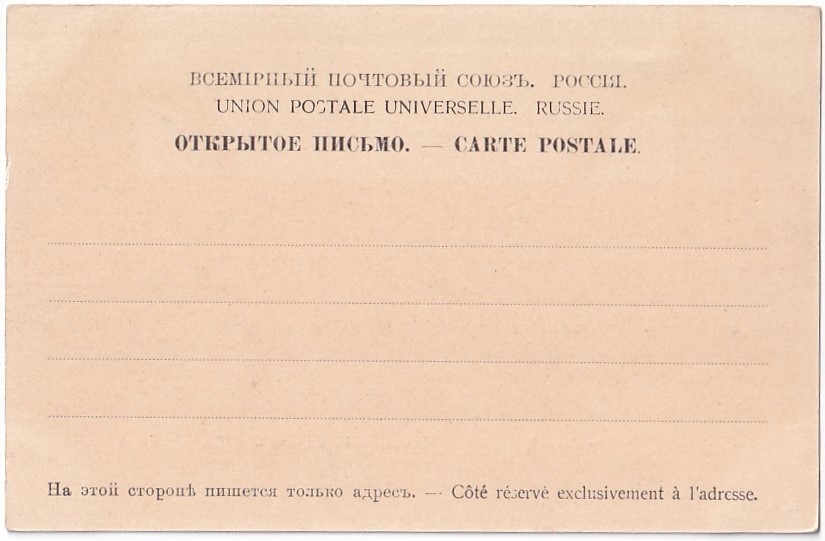 ВСЕМІРНЫЙ ПОЧТОВЫЙ СОЮЗЪ. РОССІЯ.
UNION POSTALE UNIVERSELLE. RUSSIE.
ОТКРЫТОЕ ПИСЬМО. — CARTE POSTALE.
На этой сторонѣ пишется только адресъ. — Côté réservé exclusivement à l'adresse.